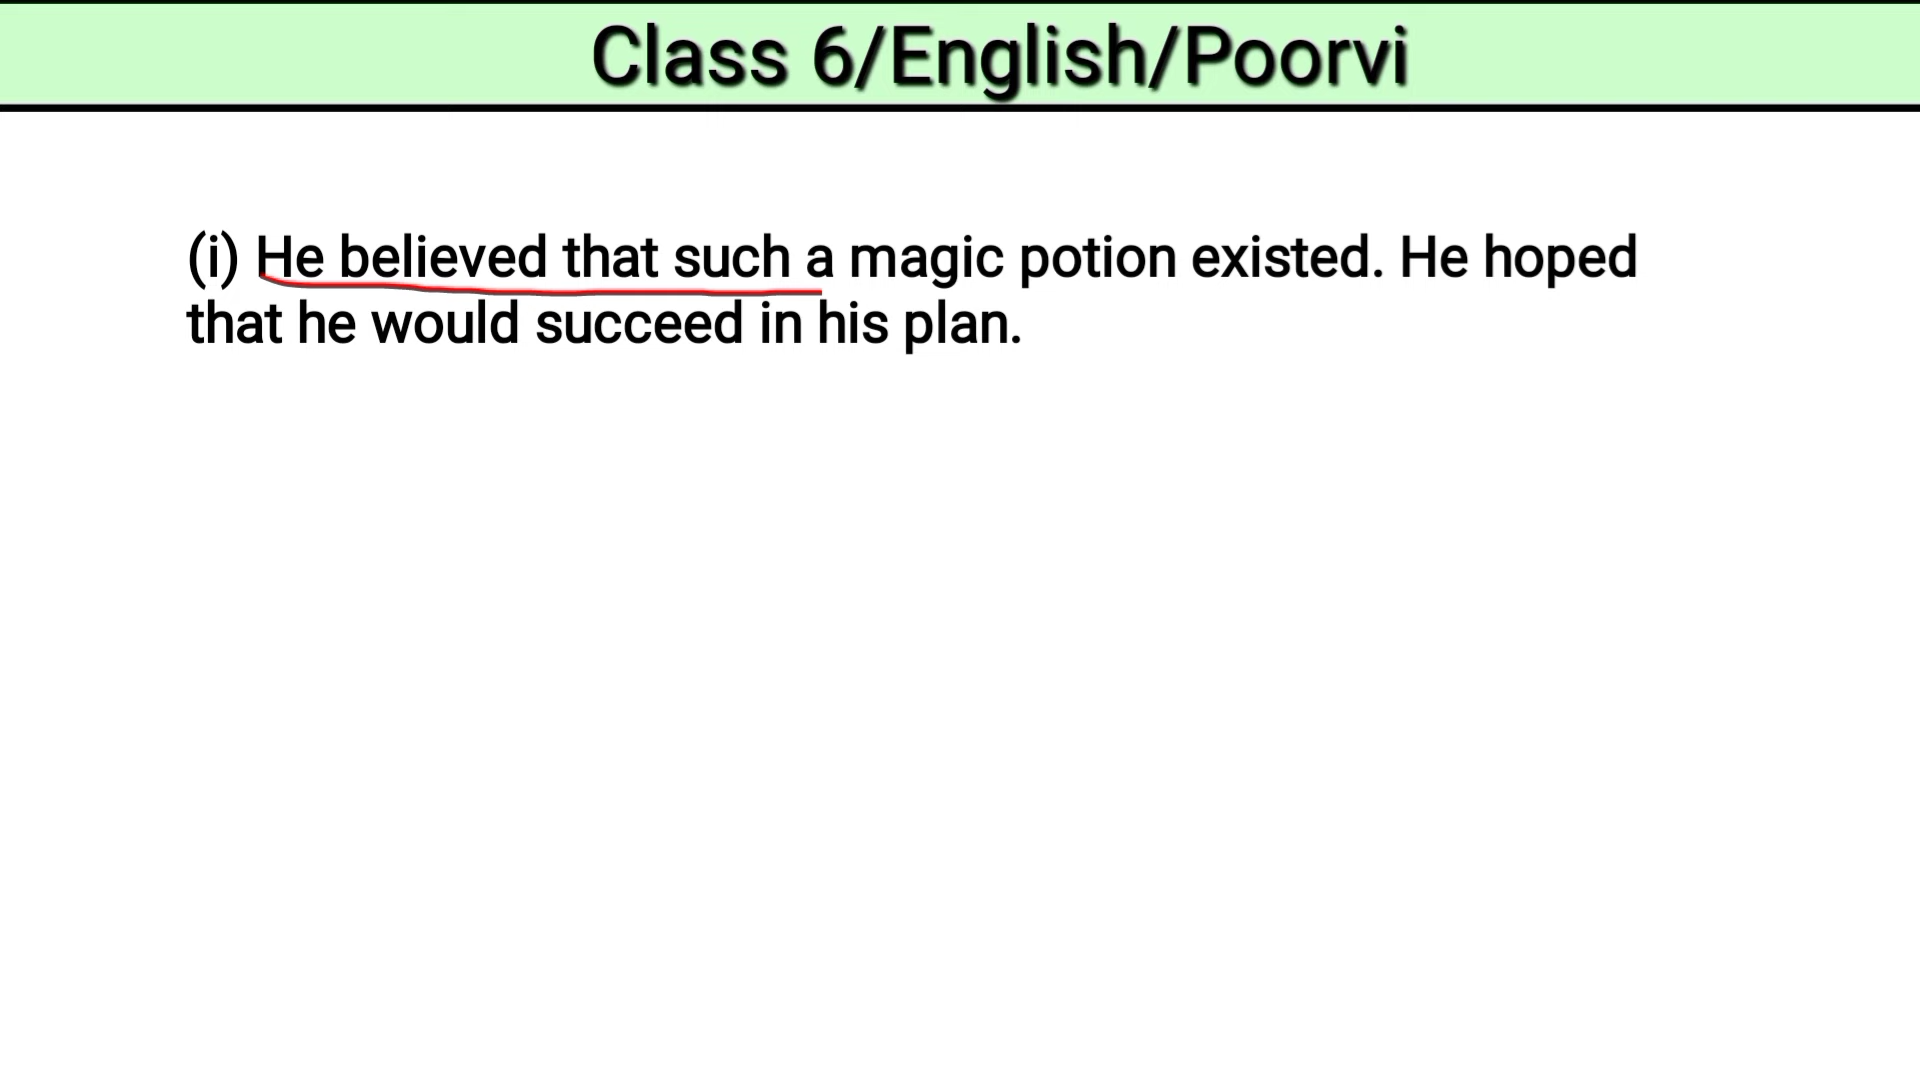 Class 6/English/Poorvi
(i) He believed that such a magic potion existed. He hoped
that he would succeed in his plan.